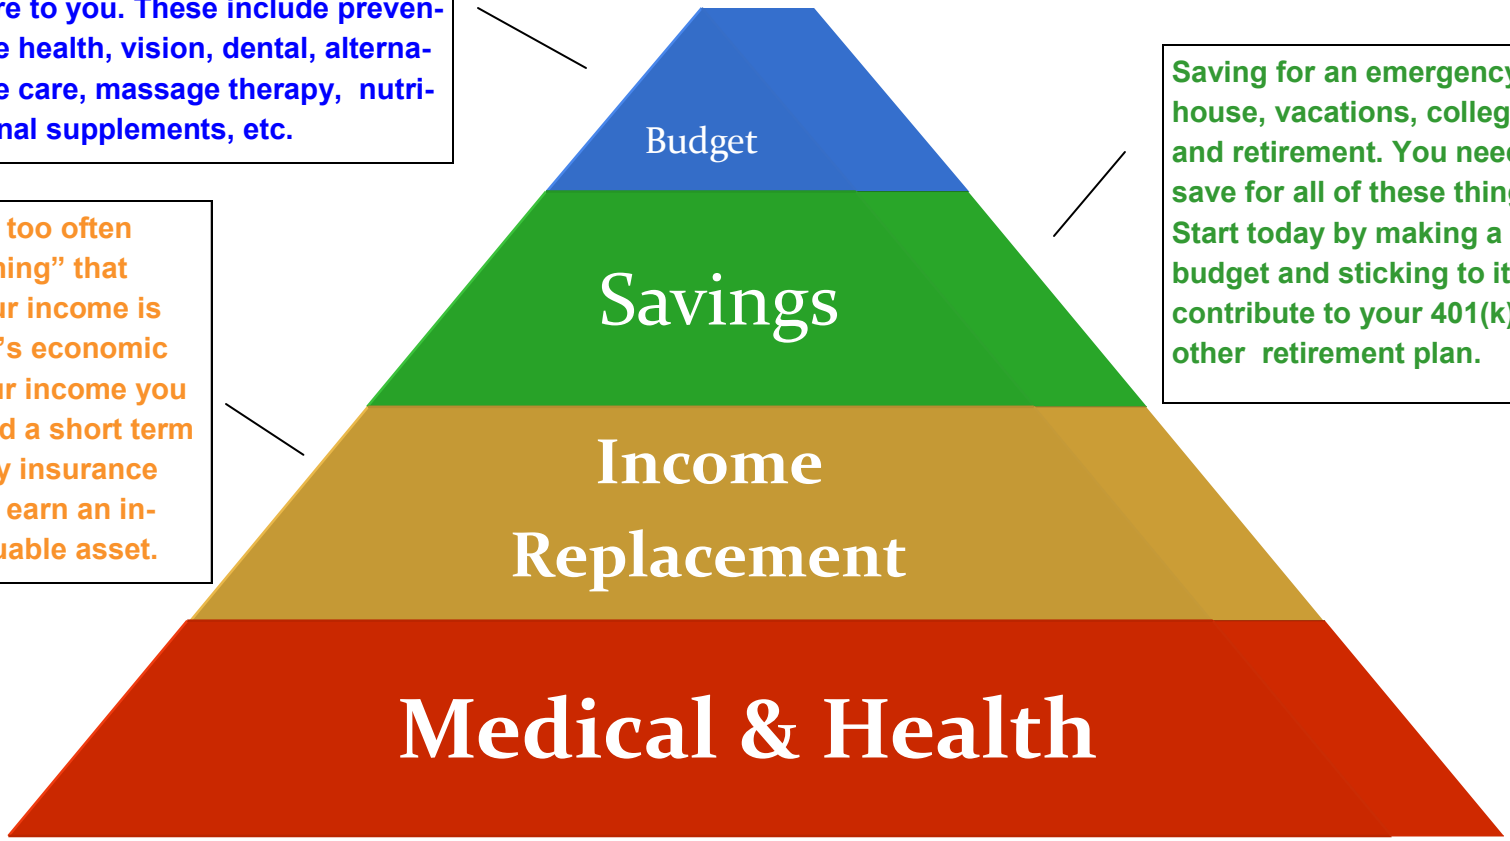 re to you. These include preven-
e health, vision, dental, alterna-
e care, massage therapy, nutri-
nal supplements, etc.
Budget
Saving for an emergency
house, vacations, colleg
and retirement. You need
save for all of these thing
Start today by making a
budget and sticking to it
contribute to your 401(k)
other retirement plan.
too often
ning” that
ur income is
’s economic
ur income you
d a short term
y insurance
earn an in-
uable asset.
Savings
Income
Replacement
Medical & Health